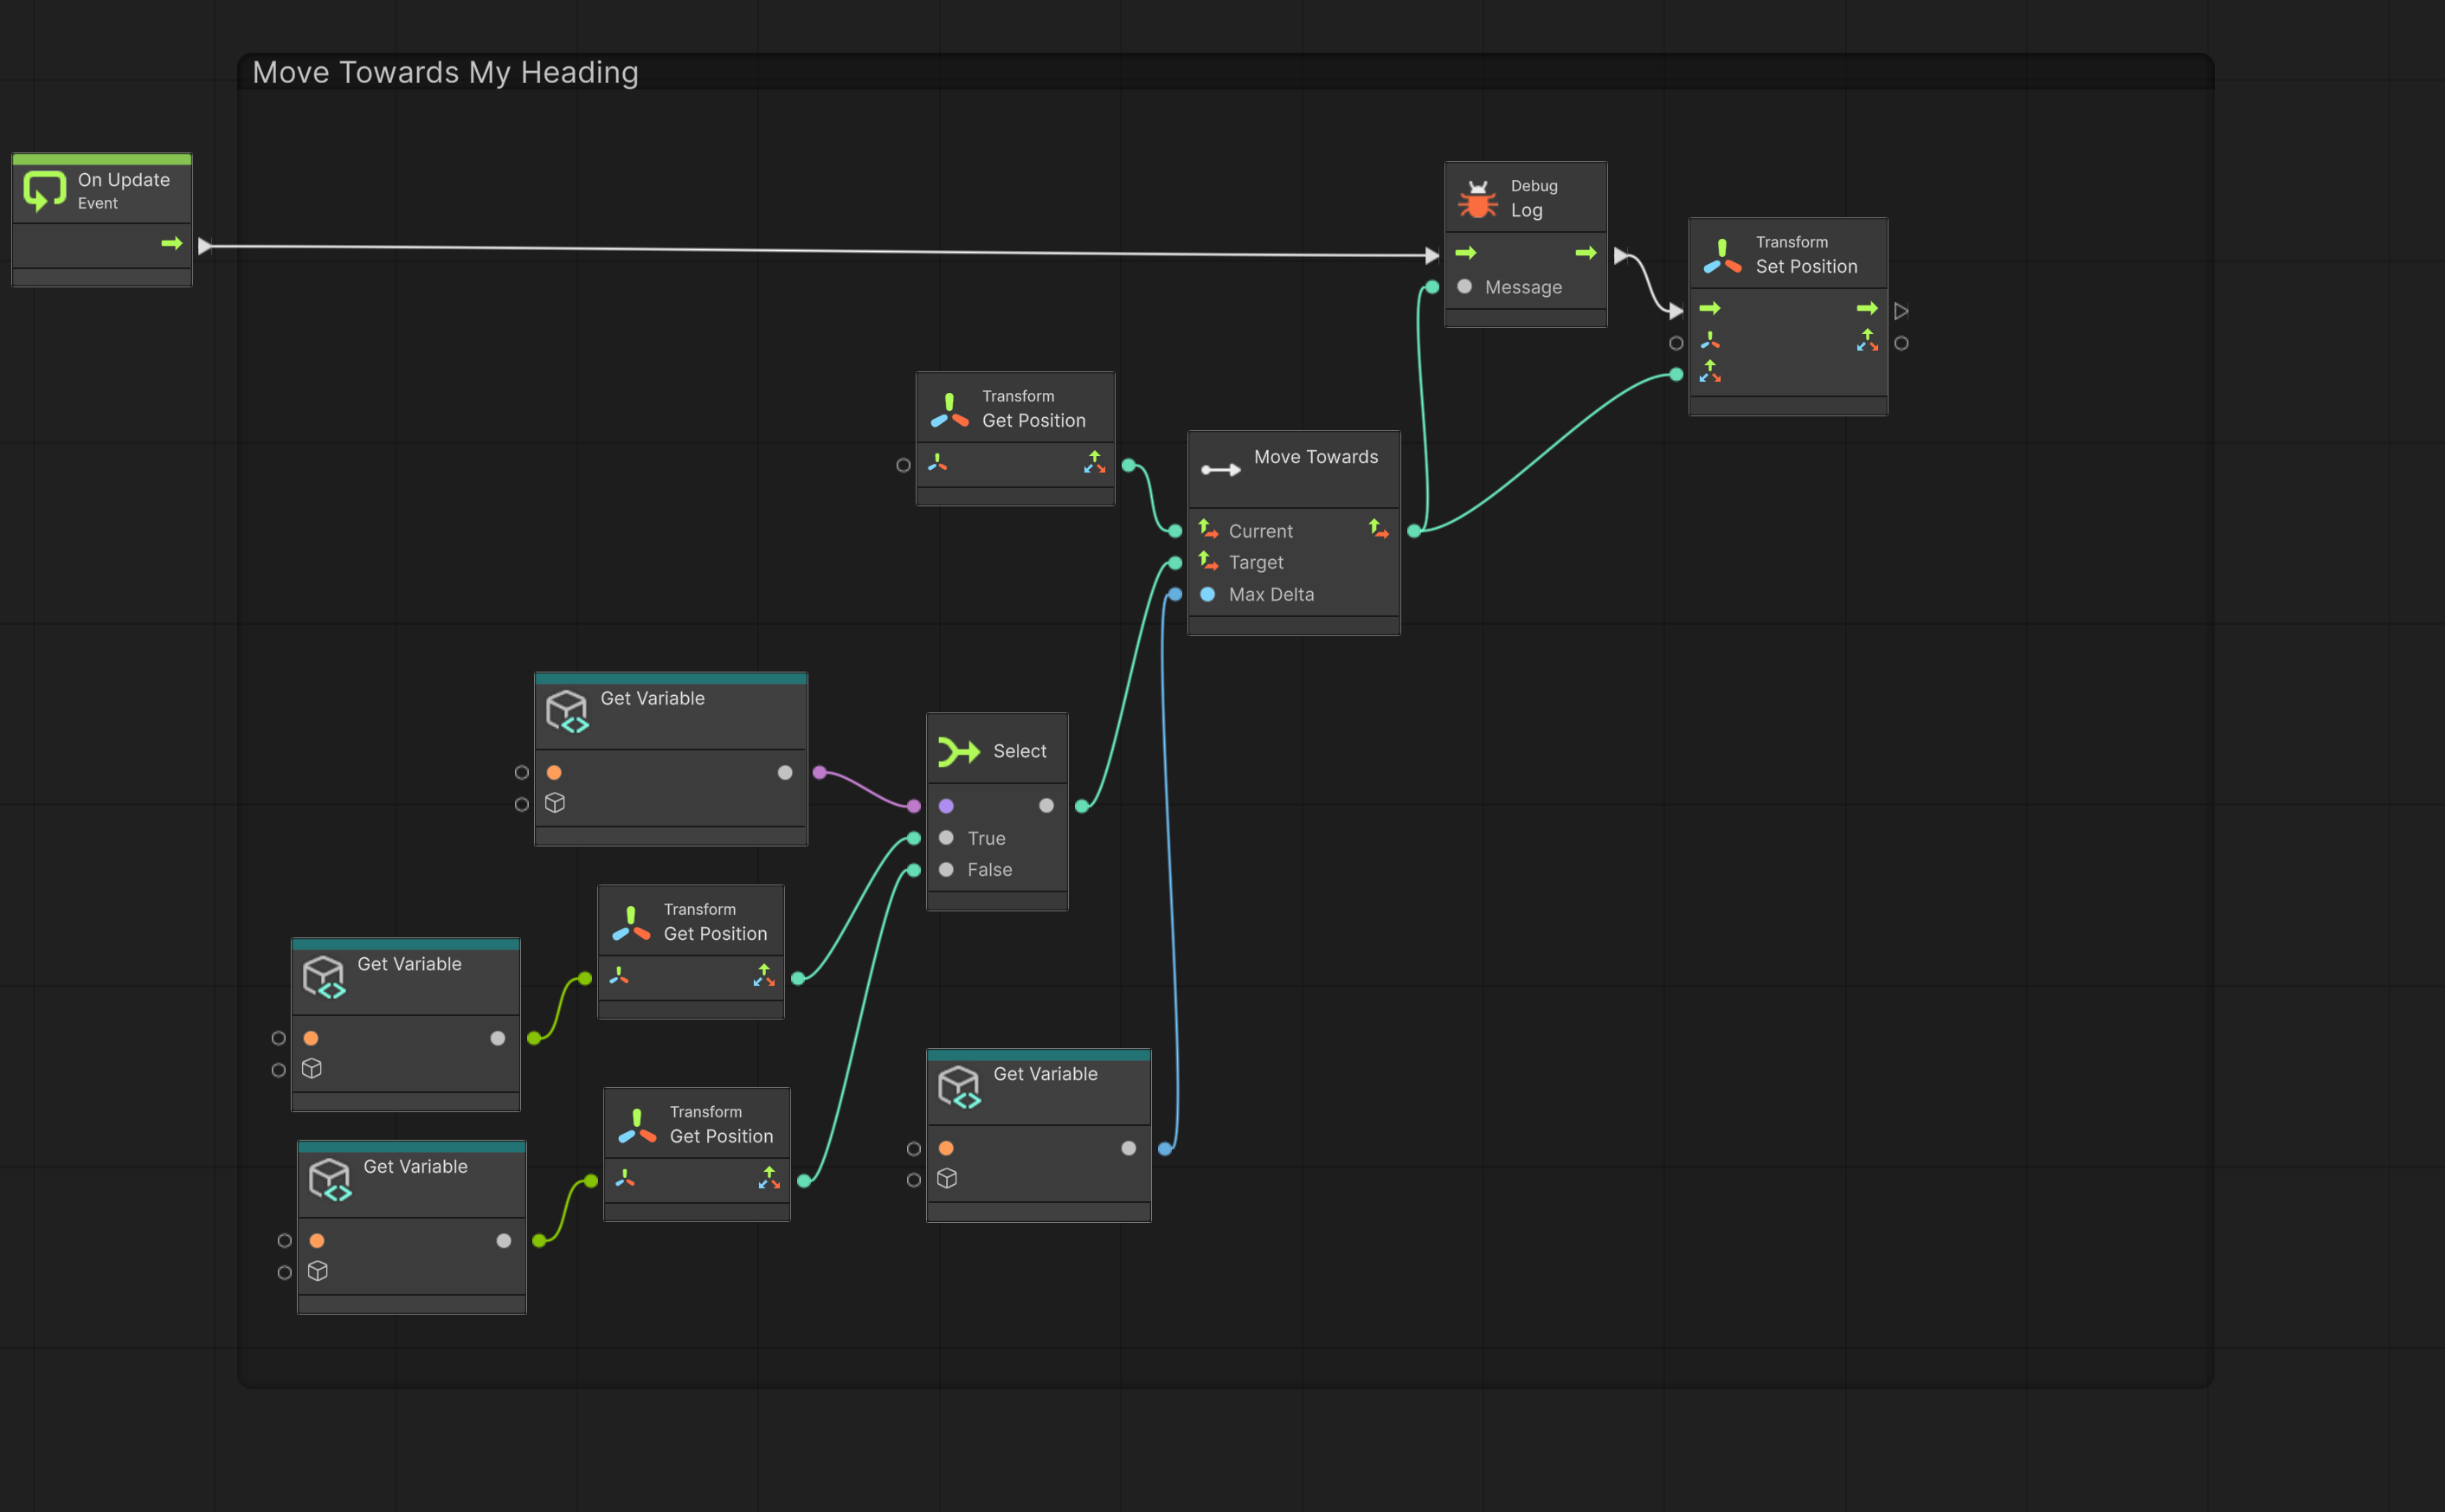 Move Towards My Heading
On Update
Event
Debug
Log
Message
Transform
Set Position
Transform
Get Position
Move Towards
Current
Target
Max Delta
Get Variable
Select
True
False
Transform
Get Position
Get Variable
Get Variable
Transform
Get Position
Get Variable